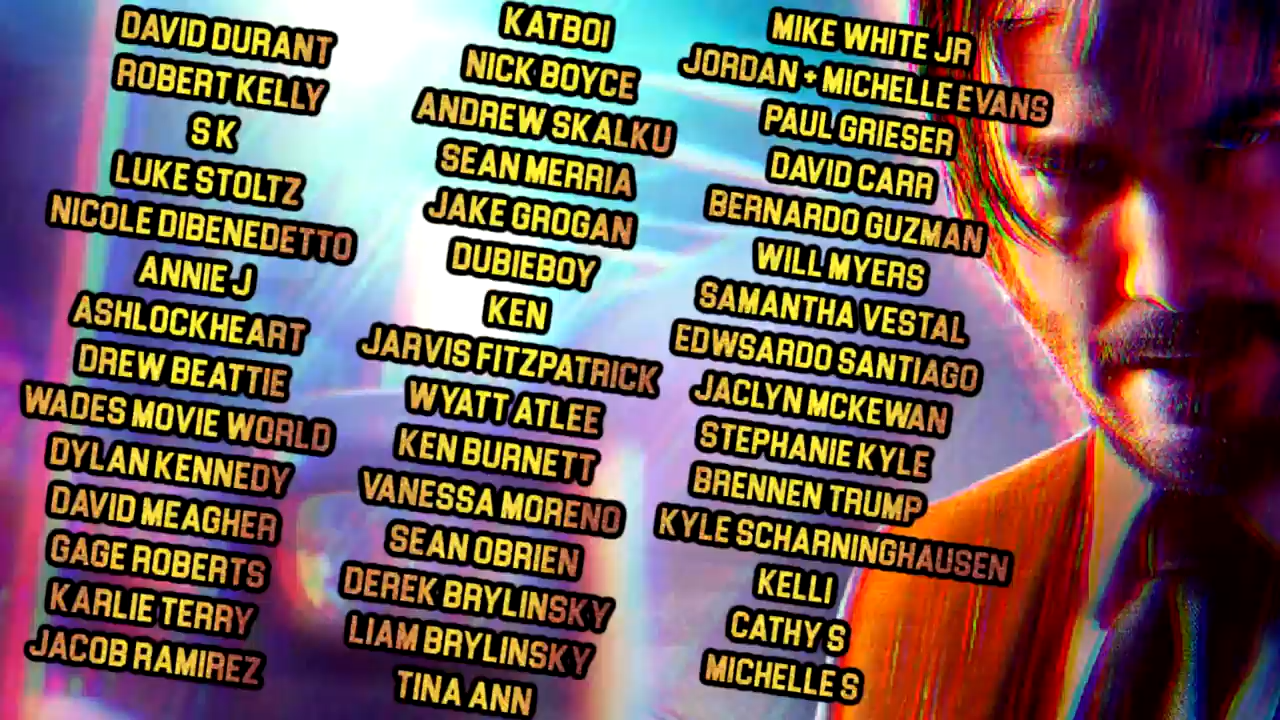 DAVID DURANT
ROBERT KELLY
S K
LUKE STOLTZ
NICOLE DIBENEDETTO
ANNIE J
ASHLOCKHEART
DREW BEATTIE
WADES MOVIE WORLD
DYLAN KENNEDY
DAVID MEAGHER
GAGE ROBERTS
KARLIE TERRY
JACOB RAMIREZ
KATBOI
NICK BOYCE
ANDREW SKALKU
SEAN MERRIA
JAKE GROGAN
DUBIEBOY
KEN
JARVIS FITZPATRICK
WYATT ATLEE
KEN BURNETT
VANESSA MORENO
SEAN OBRIEN
DEREK BRYLINSKY
LIAM BRYLINSKY
TINA ANN
MIKE WHITE JR
JORDAN + MICHELLE EVANS
PAUL GRIESER
DAVID CARR
BERNARDO GUZMAN
WILL MYERS
SAMANTHA VESTAL
EDWSARDO SANTIAGO
JACLYN MCKEWAN
STEPHANIE KYLE
BRENNEN TRUMP
KYLE SCHARNINGHAUSEN
KELLI
CATHY S
MICHELLE S